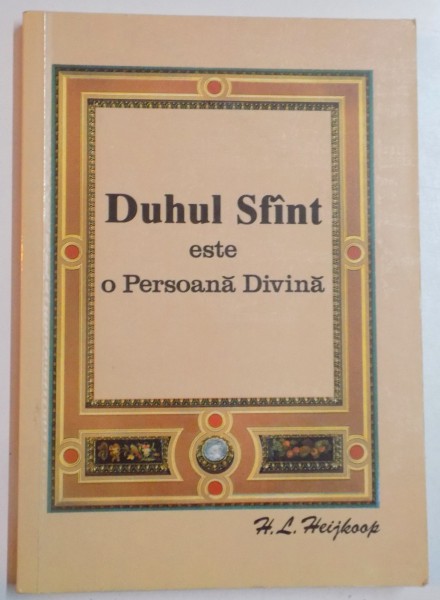 Duhul Sfînt
este
o Persoană Divină
H. L. Heijkoop